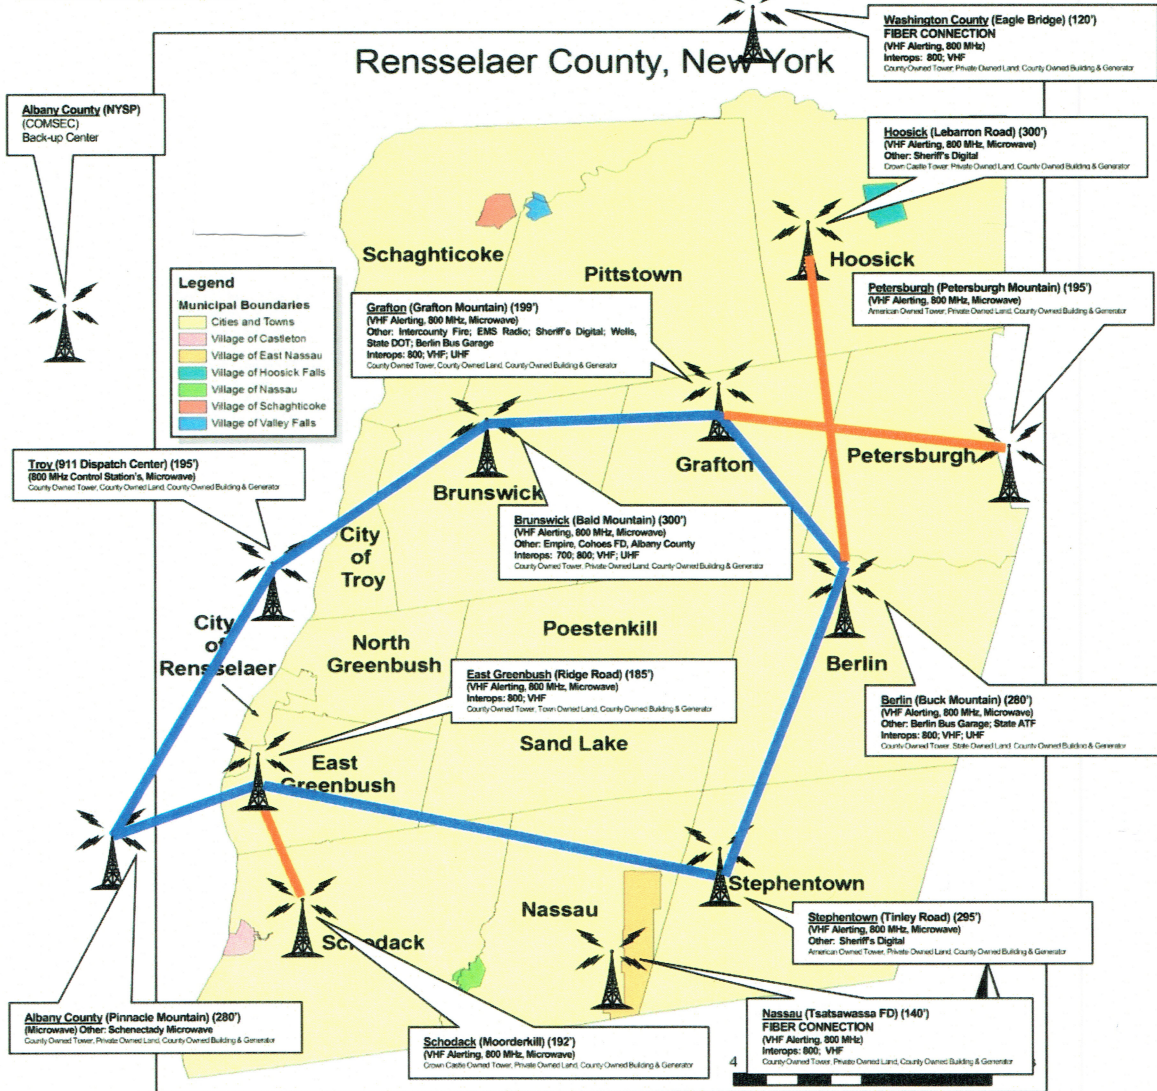 Washington County (Eagle Bridge) (120')
FIBER CONNECTION
(VHF Alerting, 800 MHz)
Interops: 800; VHF
County Owned Tower, Private Owned Land, County Owned Building & Generator
Rensselaer County, New York
Albany County (NYSP)
(COMSEC)
Back-up Center
Hoosick (Lebarron Road) (300')
(VHF Alerting, 800 MHz, Microwave)
Other: Sheriff's Digital
Crown Castle Tower, Private Owned Land, County Owned Building & Generator
Schaghticoke
Pittstown
Hoosick
Legend
Municipal Boundaries
Cities and Towns
Village of Castleton
Village of East Nassau
Village of Hoosick Falls
Village of Nassau
Village of Schaghticoke
Village of Valley Falls
Petersburgh (Petersburgh Mountain) (195')
(VHF Alerting, 800 MHz, Microwave)
American Owned Tower, Private Owned Land, County Owned Building & Generator
Grafton (Grafton Mountain) (199')
(VHF Alerting, 800 MHz, Microwave)
Other: Intercounty Fire; EMS Radio; Sheriff's Digital; Wells,
State DOT; Berlin Bus Garage
Interops: 800; VHF; UHF
County Owned Tower, County Owned Land, County Owned Building & Generator
Troy (911 Dispatch Center) (195')
(800 MHz Control Station's, Microwave)
County Owned Tower, County Owned Land, County Owned Building & Generator
Grafton
Petersburgh
Brunswick
Brunswick (Bald Mountain) (300')
(VHF Alerting, 800 MHz, Microwave)
Other: Empire, Cohoes FD, Albany County
Interops: 700; 800; VHF; UHF
County Owned Tower, Private Owned Land, County Owned Building & Generator
City
of
Troy
City
of
Rensselaer
North
Greenbush
Poestenkill
Berlin
East Greenbush (Ridge Road) (185')
(VHF Alerting, 800 MHz, Microwave)
Interops: 800; VHF
County Owned Tower, Town Owned Land, County Owned Building & Generator
Berlin (Buck Mountain) (280')
(VHF Alerting, 800 MHz, Microwave)
Other: Berlin Bus Garage; State ATF
Interops: 800; VHF; UHF
County Owned Tower, State Owned Land, County Owned Building & Generator
Sand Lake
East
Greenbush
Stephentown
Nassau
Schodack
Stephentown (Tinley Road) (295')
(VHF Alerting, 800 MHz, Microwave)
Other: Sheriff's Digital
American Owned Tower, Private Owned Land, County Owned Building & Generator
Albany County (Pinnacle Mountain) (280')
(Microwave) Other: Schenectady Microwave
County Owned Tower, Private Owned Land, County Owned Building & Generator
Schodack (Moorderkill) (192')
(VHF Alerting, 800 MHz, Microwave)
Crown Castle Tower, Private Owned Land, County Owned Building & Generator
Nassau (Tsatsawassa FD) (140')
FIBER CONNECTION
(VHF Alerting, 800 MHz)
Interops: 800; VHF
County Owned Tower, Private Owned Land, County Owned Building & Generator
4